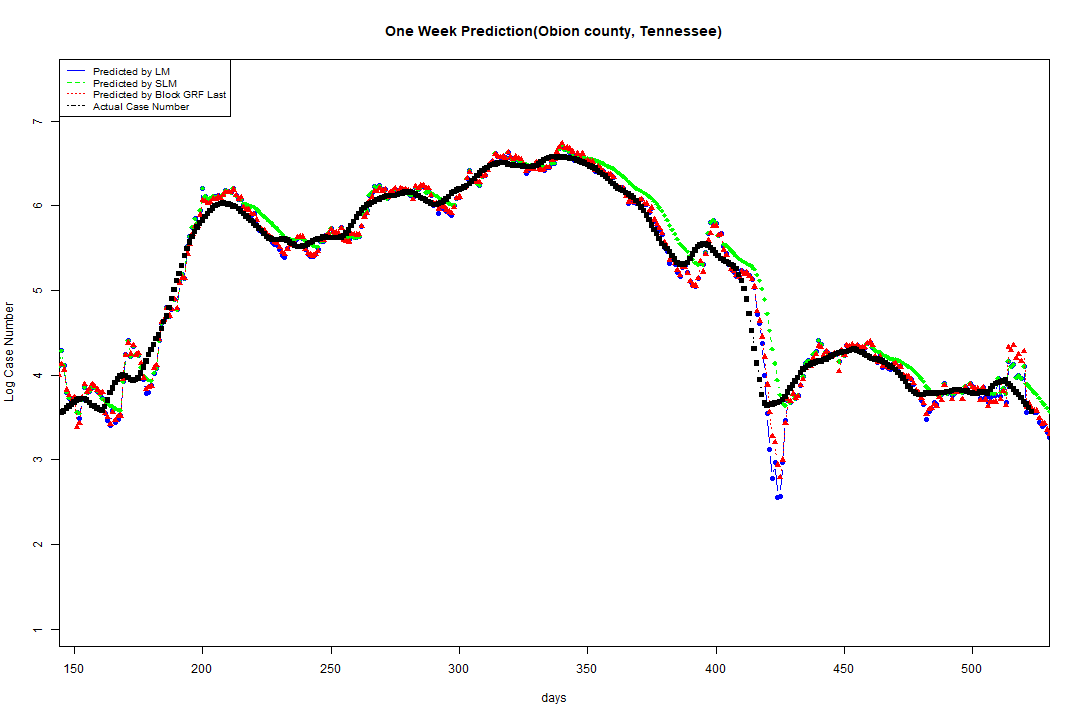 One Week Prediction(Obion county, Tennessee)
Predicted by LM
Predicted by SLM
Predicted by Block GRF Last
Actual Case Number
Log Case Number
7
6
5
4
3
2
1
150 200 250 300 350 400 450 500
days